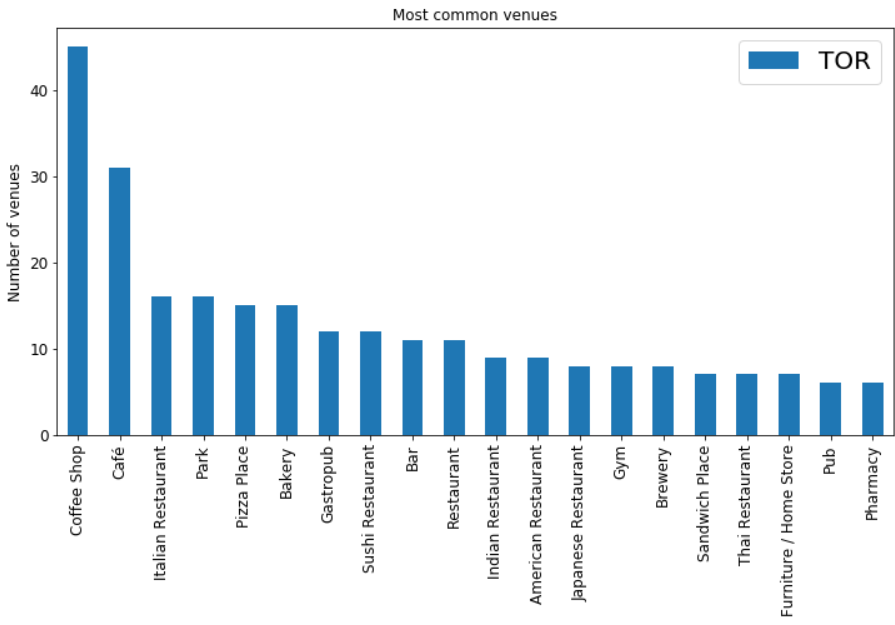 Most common venues
TOR
Number of venues
40
30
20
10
0
Coffee Shop
Café
Italian Restaurant
Park
Pizza Place
Bakery
Gastropub
Sushi Restaurant
Bar
Restaurant
Indian Restaurant
American Restaurant
Japanese Restaurant
Gym
Brewery
Sandwich Place
Thai Restaurant
Furniture / Home Store
Pub
Pharmacy